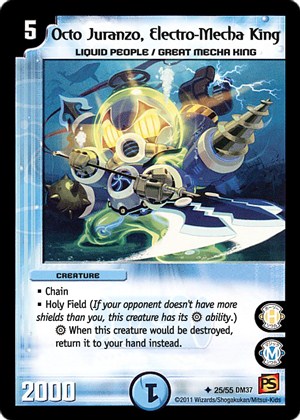 5 Octo Juranzo, Electro-Mecha King
LIQUID PEOPLE / GREAT MECHA KING
CREATURE
▪ Chain
▪ Holy Field (If your opponent doesn't have more
shields than you, this creature has its ability.)
When this creature would be destroyed,
return it to your hand instead.
H
M
PS
2000
1
25/55 DM37
©2011 Wizards/Shogakukan/Mitsui-Kids